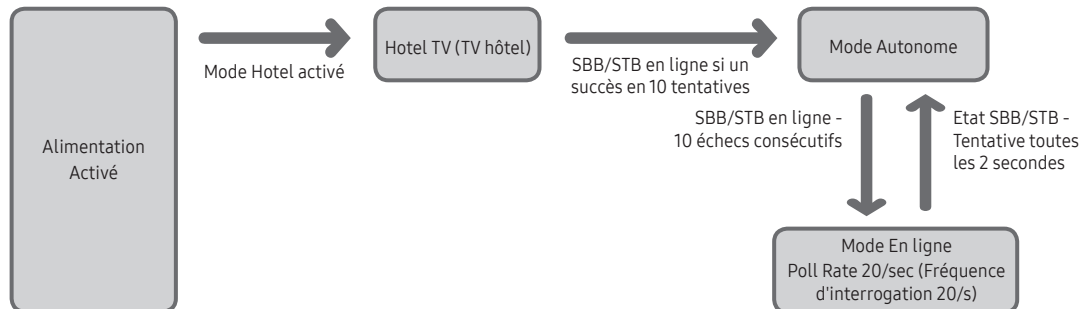 Alimentation
Activé
Mode Hotel activé
Hotel TV (TV hôtel)
SBB/STB en ligne si un
succès en 10 tentatives
Mode Autonome
SBB/STB en ligne -
10 échecs consécutifs
Etat SBB/STB -
Tentative toutes
les 2 secondes
Mode En ligne
Poll Rate 20/sec (Fréquence
d'interrogation 20/s)